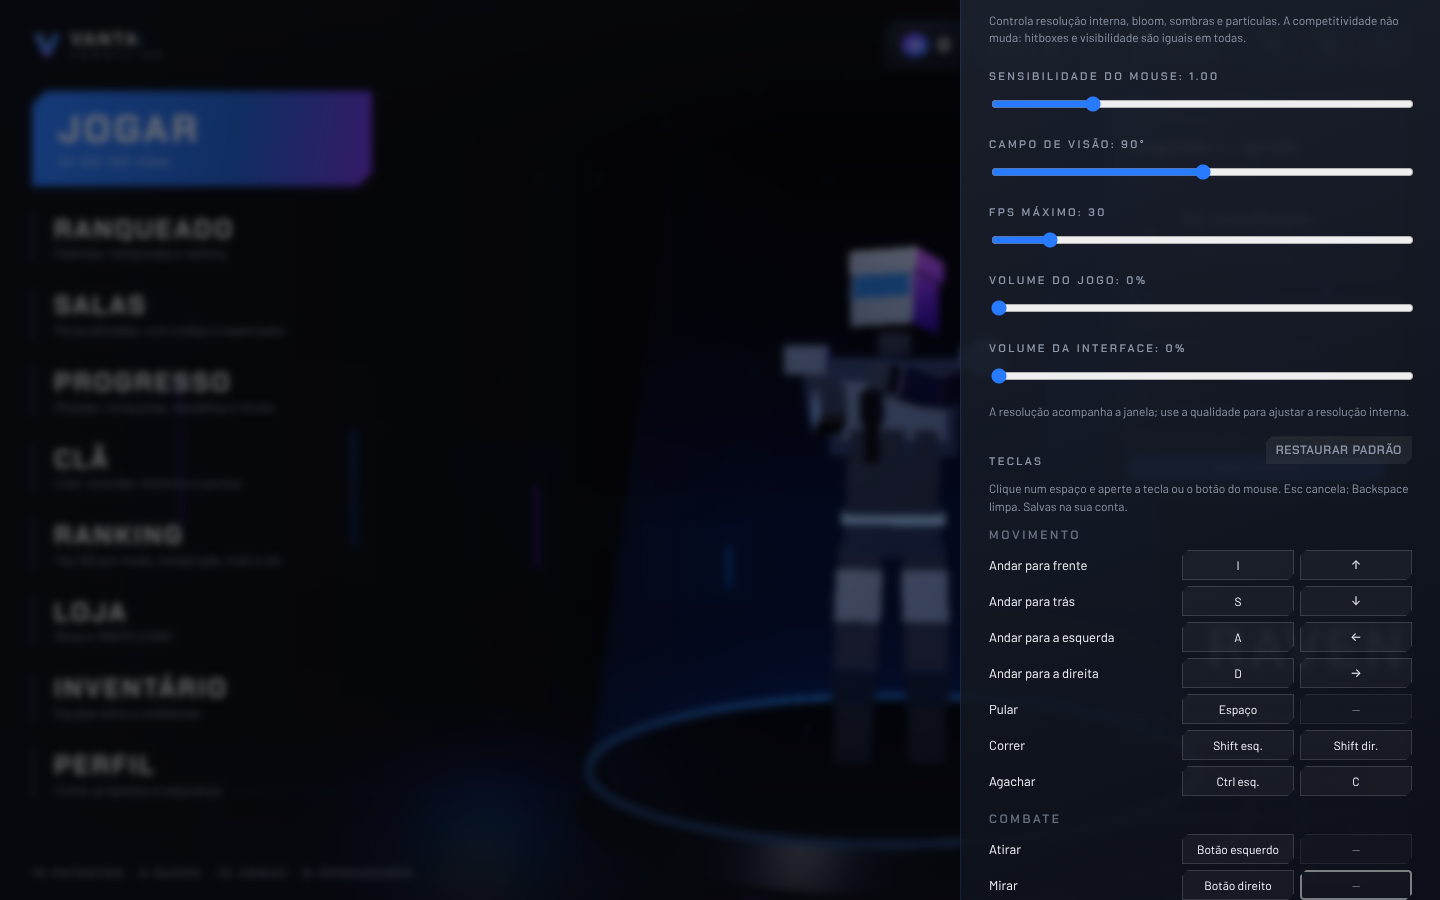 VANTA
JOGAR
RANQUEADO
SALAS
PROGRESSO
CLÃ
RANKING
LOJA
INVENTÁRIO
PERFIL
Controla resolução interna, bloom, sombras e partículas. A competitividade não
muda: hitboxes e visibilidade são iguais em todas.
SENSIBILIDADE DO MOUSE: 1.00
CAMPO DE VISÃO: 90°
FPS MÁXIMO: 30
VOLUME DO JOGO: 0%
VOLUME DA INTERFACE: 0%
A resolução acompanha a janela; use a qualidade para ajustar a resolução interna.
RESTAURAR PADRÃO
TECLAS
Clique num espaço e aperte a tecla ou o botão do mouse. Esc cancela; Backspace
limpa. Salvas na sua conta.
MOVIMENTO
Andar para frente I ↑
Andar para trás S ↓
Andar para a esquerda A ←
Andar para a direita D →
Pular Espaço –
Correr Shift esq. Shift dir.
Agachar Ctrl esq. C
COMBATE
Atirar Botão esquerdo –
Mirar Botão direito –